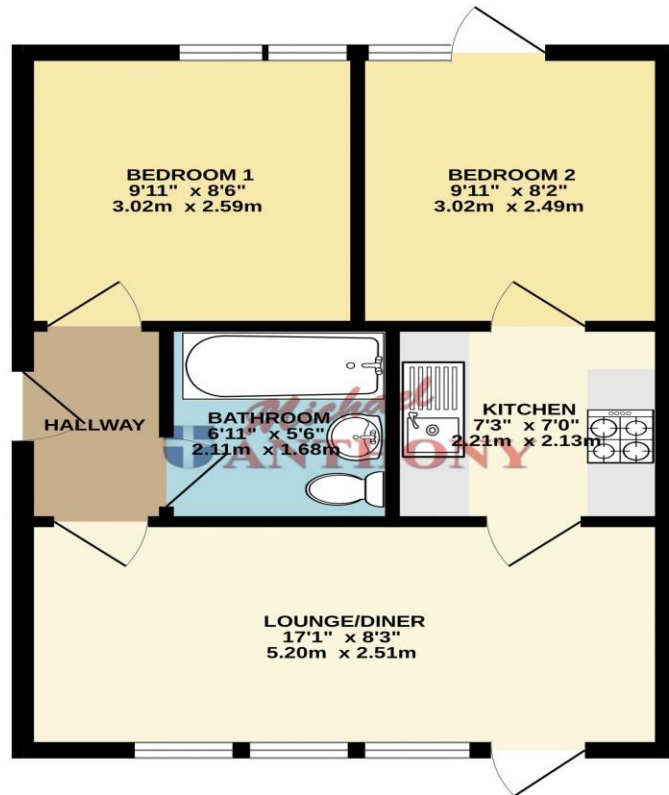 BEDROOM 1
9'11" x 8'6"
3.02m x 2.59m
BEDROOM 2
9'11" x 8'2"
3.02m x 2.49m
HALLWAY
BATHROOM
6'11" x 5'6"
2.11m x 1.68m
KITCHEN
7'3" x 7'0"
2.21m x 2.13m
Michael
ANTHONY
LOUNGE/DINER
17'1" x 8'3"
5.20m x 2.51m